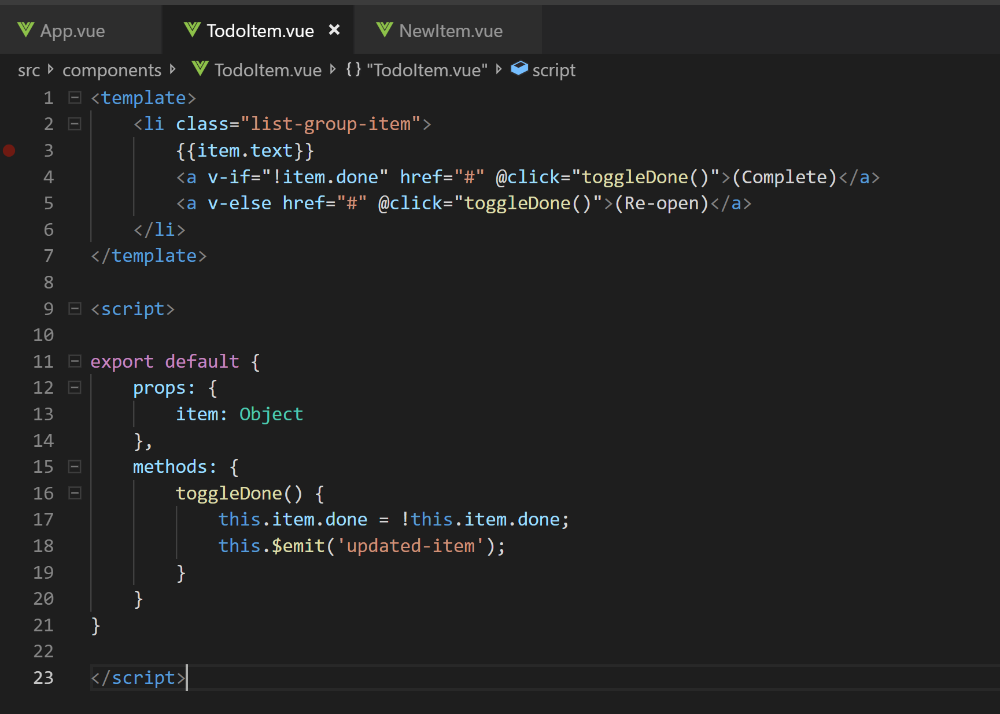 App.vue TodoItem.vue × NewItem.vue
src components TodoItem.vue {} "TodoItem.vue" script
1 <template>
2 <li class="list-group-item">
3 {{item.text}}
4 <a v-if="!item.done" href="#" @click="toggleDone()">(Complete)</a>
5 <a v-else href="#" @click="toggleDone()">(Re-open)</a>
6 </li>
7 </template>
8
9 <script>
10
11 export default {
12 props: {
13 item: Object
14 },
15 methods: {
16 toggleDone() {
17 this.item.done = !this.item.done;
18 this.$emit('updated-item');
19 }
20 }
21 }
22
23 </script>